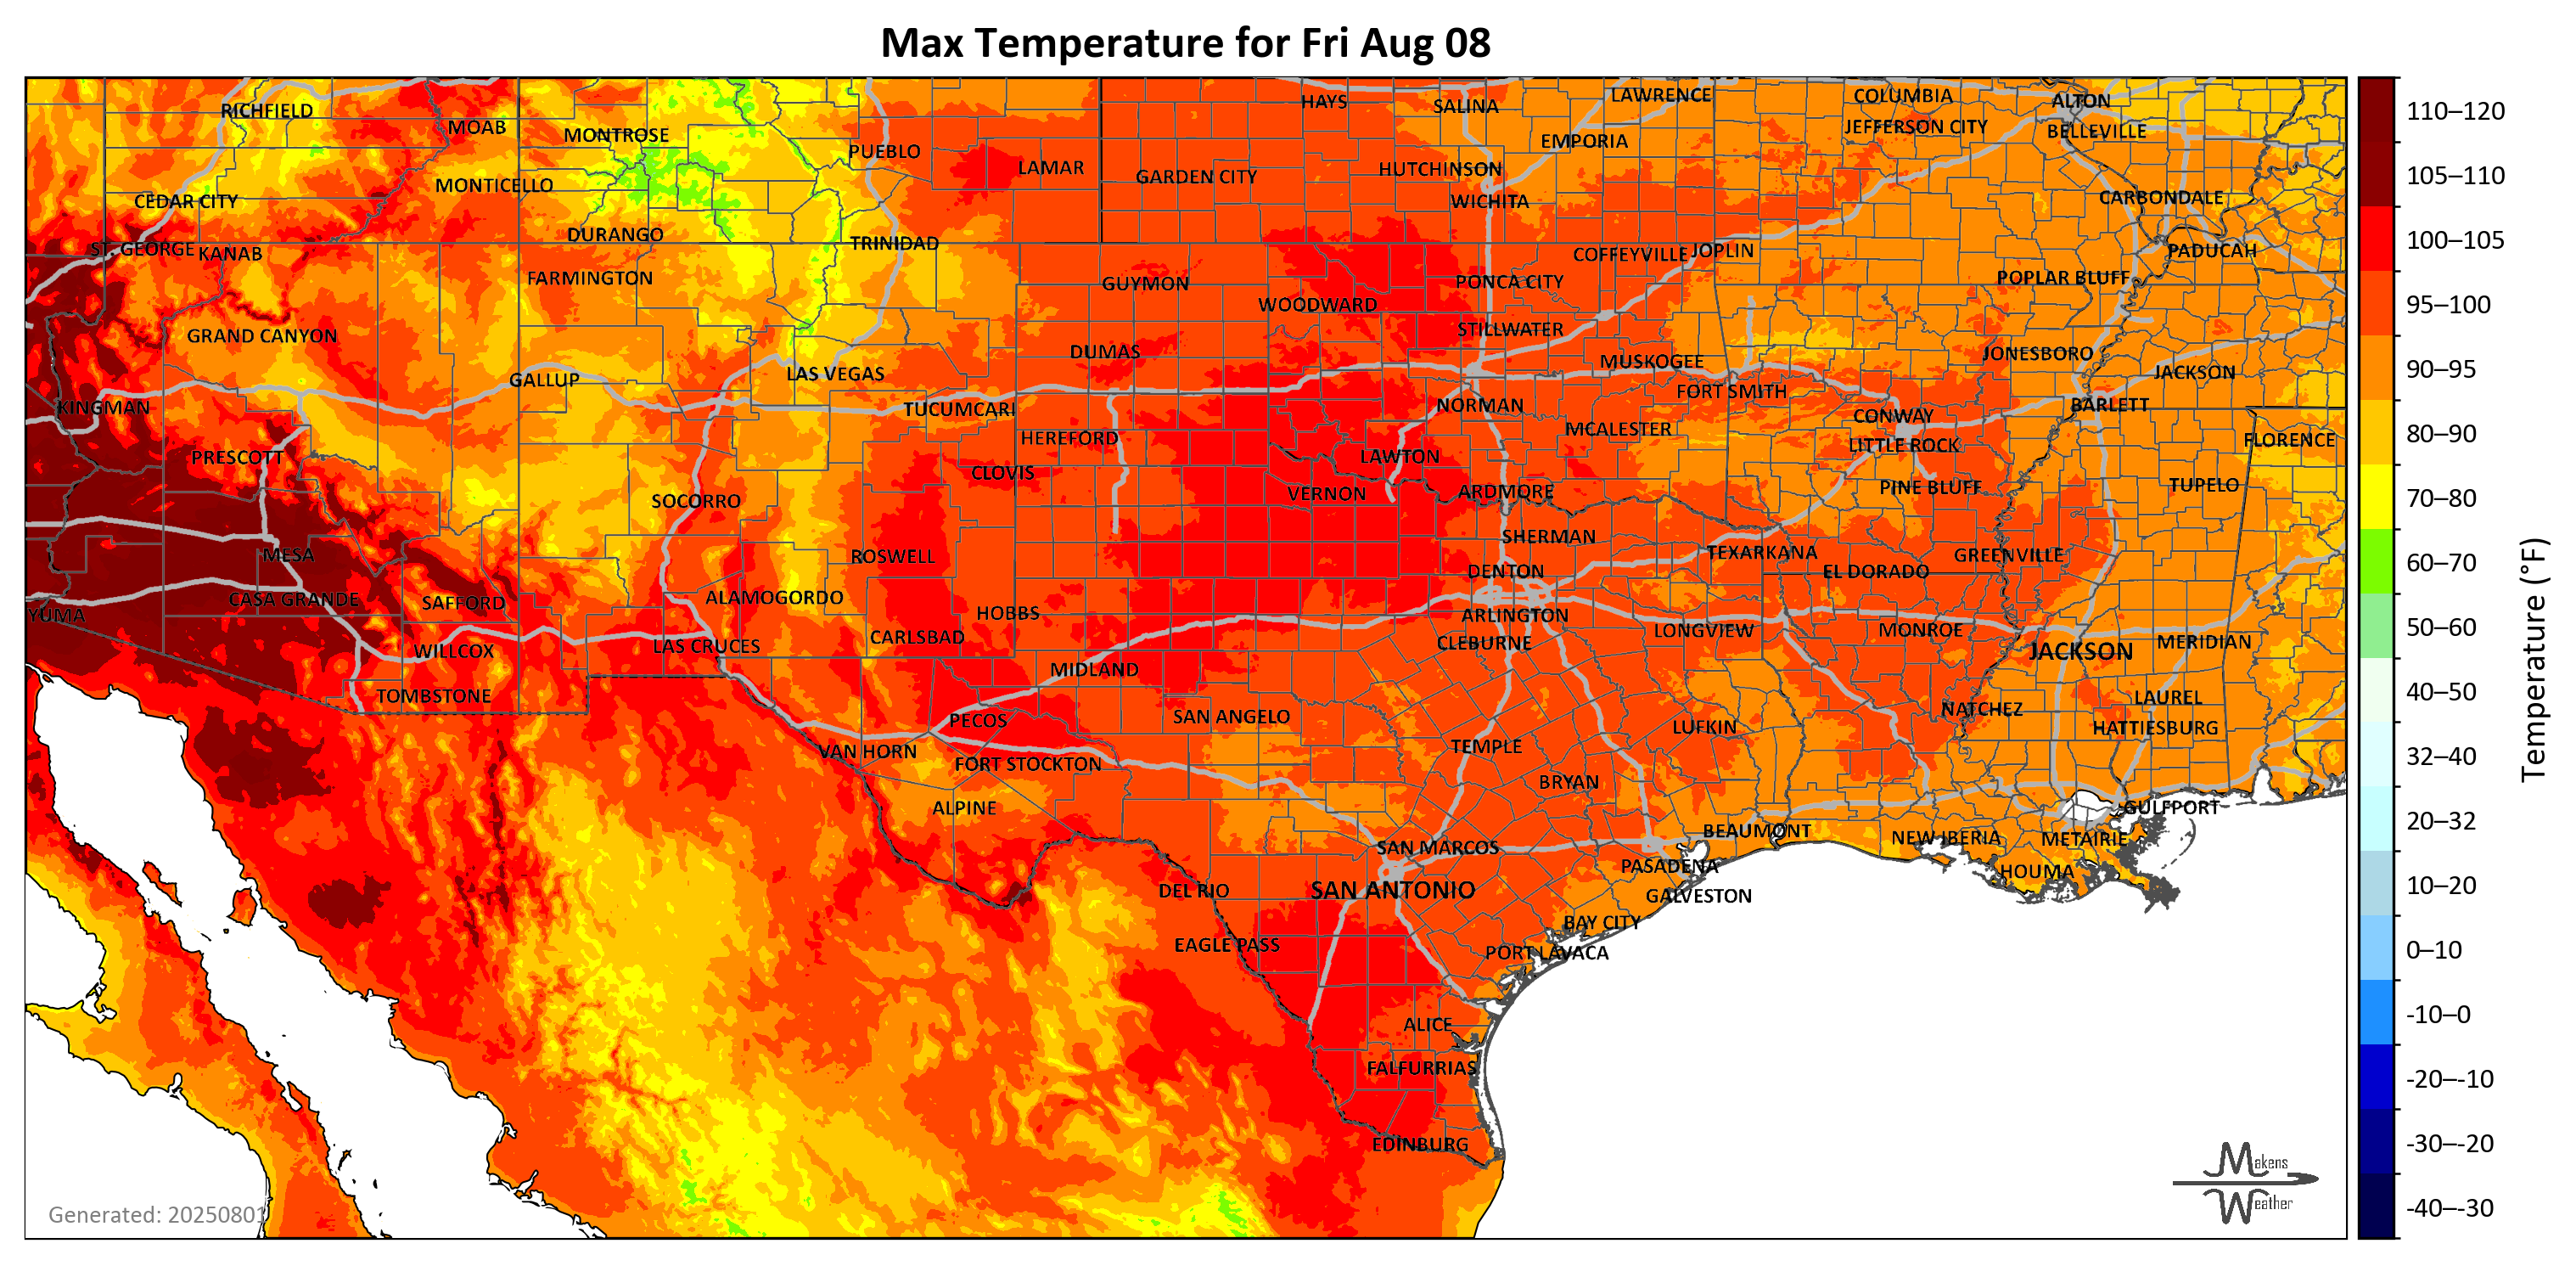 Max Temperature for Fri Aug 08
RICHFIELD
MOAB
MONTROSE
PUEBLO
LAMAR
HAYS
SALINA
LAWRENCE
COLUMBIA
ALTON
EMPORIA
JEFFERSON CITY
BELLEVILLE
CEDAR CITY
MONTICELLO
GARDEN CITY
HUTCHINSON
WICHITA
CARBONDALE
ST. GEORGE
KANAB
DURANGO
TRINIDAD
COFFEYVILLE
JOPLIN
PADUCAH
FARMINGTON
GUYMON
WOODWARD
PONCA CITY
POPLAR BLUFF
GRAND CANYON
DUMAS
STILLWATER
MUSKOGEE
JONESBORO
GALLUP
LAS VEGAS
FORT SMITH
JACKSON
KINGMAN
TUCUMCARI
NORMAN
CONWAY
BARLETT
PRESCOTT
HEREFORD
CLOVIS
LAWTON
MCALESTER
LITTLE ROCK
FLORENCE
SOCORRO
VERNON
ARDMORE
PINE BLUFF
TUPELO
MESA
ROSWELL
SHERMAN
TEXARKANA
GREENVILLE
DENTON
EL DORADO
YUMA
CASA GRANDE
SAFFORD
ALAMOGORDO
HOBBS
ARLINGTON
WILLCOX
LAS CRUCES
CARLSBAD
CLEBURNE
LONGVIEW
MONROE
JACKSON
MERIDIAN
TOMBSTONE
MIDLAND
PECOS
SAN ANGELO
NATCHEZ
LAUREL
VAN HORN
FORT STOCKTON
TEMPLE
LUFKIN
HATTIESBURG
ALPINE
BRYAN
GULFPORT
SAN MARCOS
BEAUMONT
NEW IBERIA
METAIRIE
DEL RIO
SAN ANTONIO
PASADENA
GALVESTON
HOUMA
EAGLE PASS
BAY CITY
PORT LAVACA
ALICE
FALFURRIAS
EDINBURG
Generated: 20250801
Makens
Weather
110–120
105–110
100–105
95–100
90–95
80–90
70–80
60–70
50–60
40–50
32–40
20–32
10–20
0–10
-10–0
-20–-10
-30–-20
-40–-30
Temperature (°F)